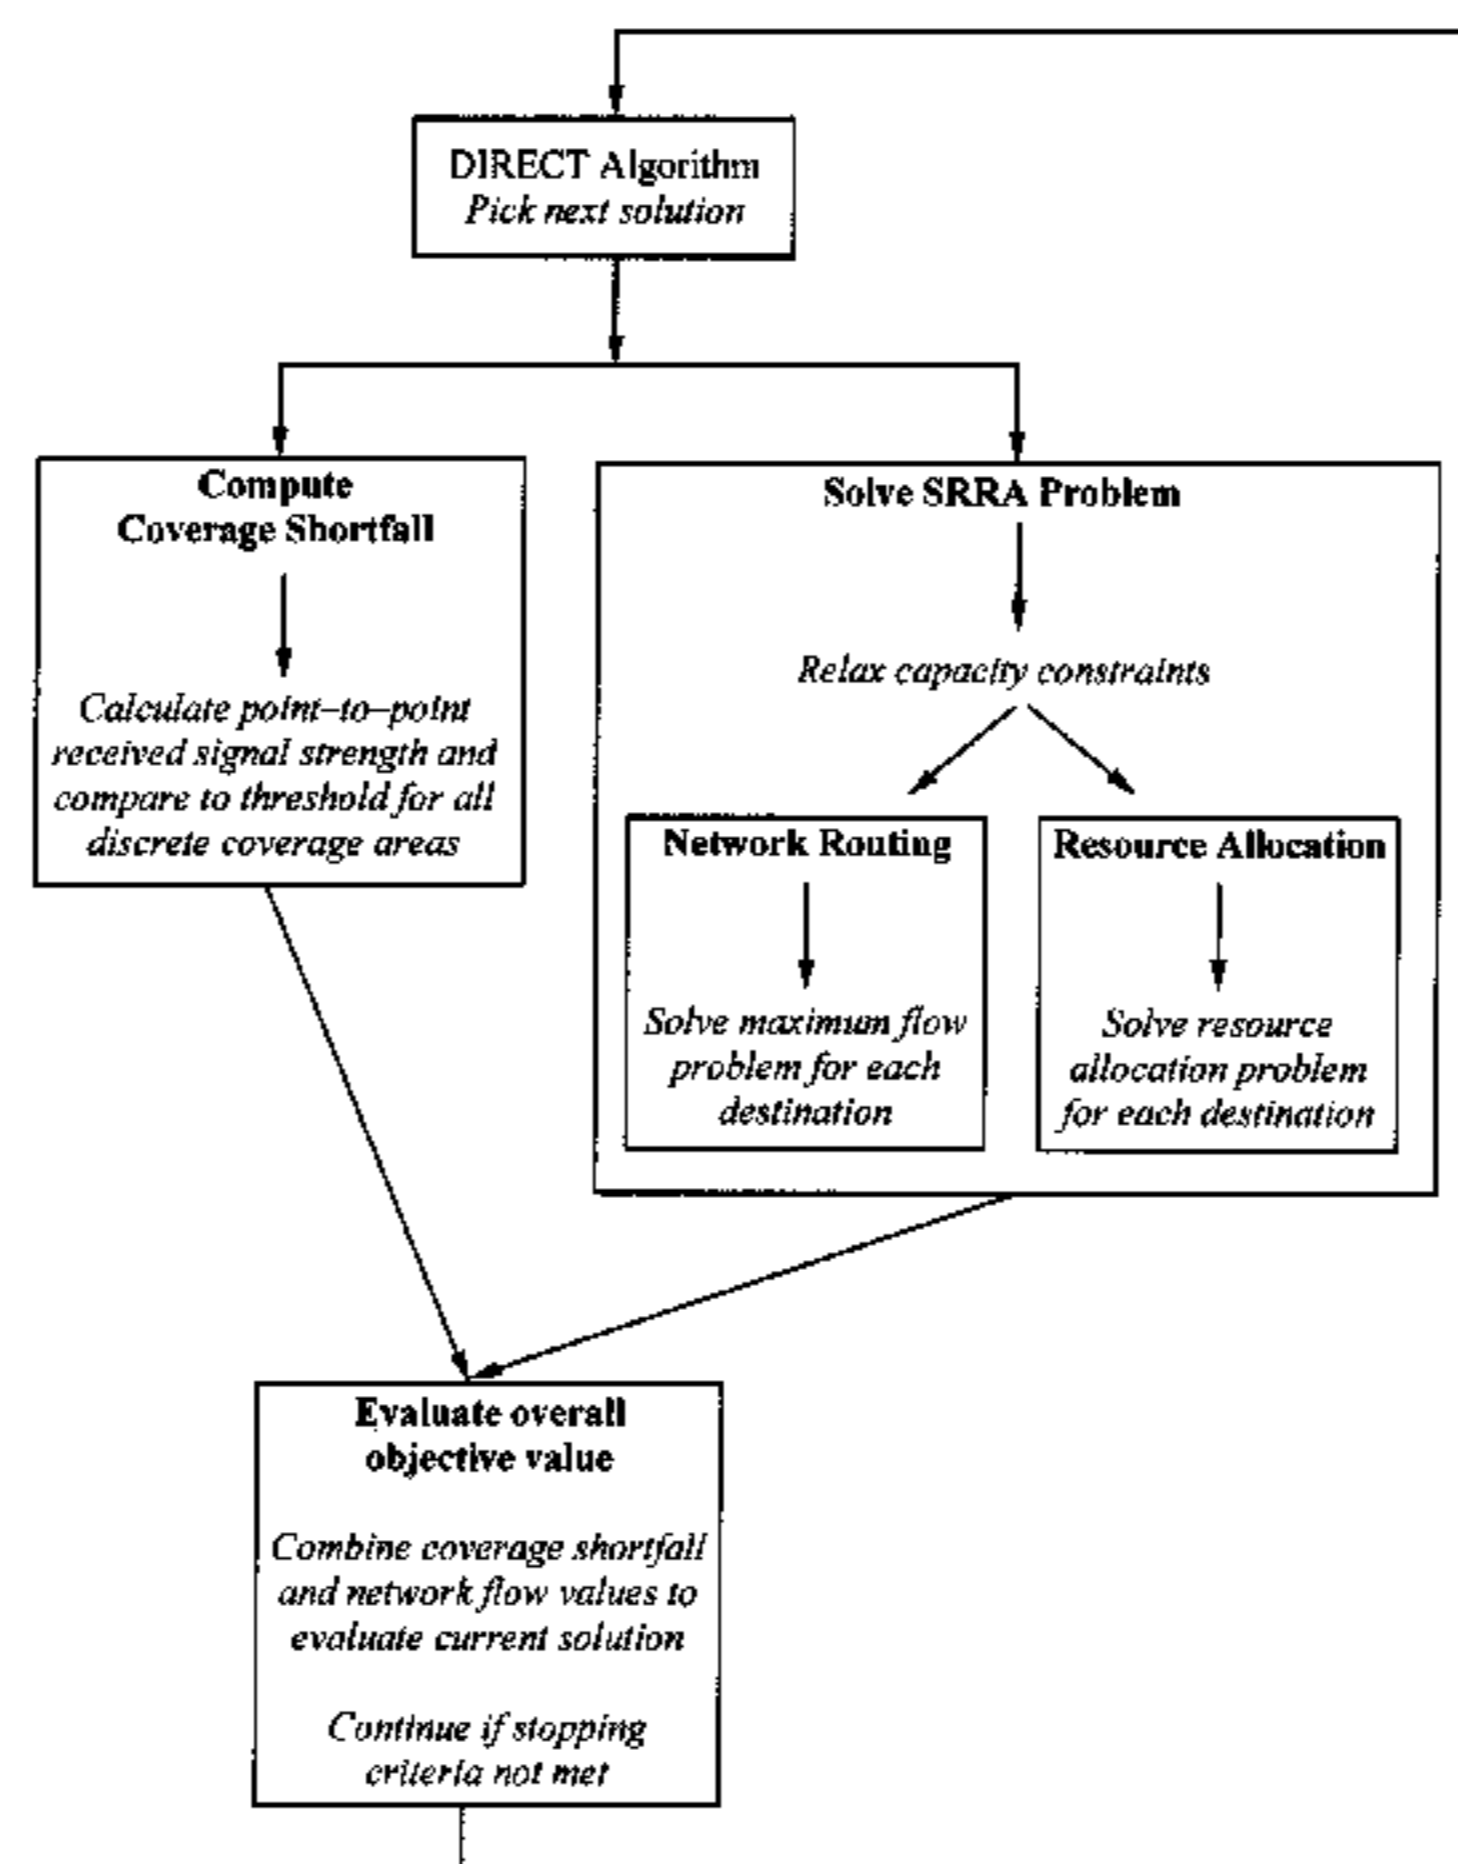 DIRECT Algorithm
Pick next solution
Compute
Coverage Shortfall
Calculate point–to–point
received signal strength and
compare to threshold for all
discrete coverage areas
Solve SRRA Problem
Relax capacity constraints
Network Routing
Solve maximum flow
problem for each
destination
Resource Allocation
Solve resource
allocation problem
for each destination
Evaluate overall
objective value
Combine coverage shortfall
and network flow values to
evaluate current solution
Continue if stopping
criteria not met